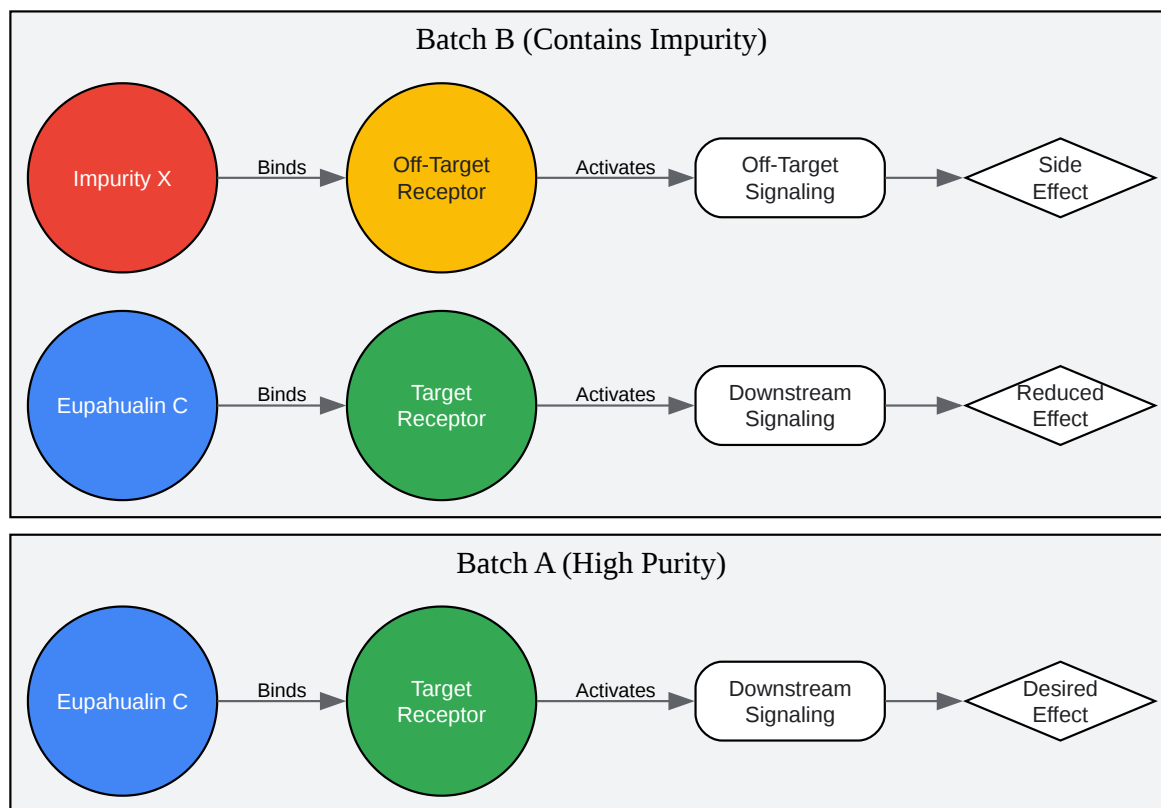 Batch B (Contains Impurity)
Impurity X
Binds
Off-Target
Receptor
Activates
Off-Target
Signaling
Side
Effect
Eupahualin C
Binds
Target
Receptor
Activates
Downstream
Signaling
Reduced
Effect
Batch A (High Purity)
Eupahualin C
Binds
Target
Receptor
Activates
Downstream
Signaling
Desired
Effect